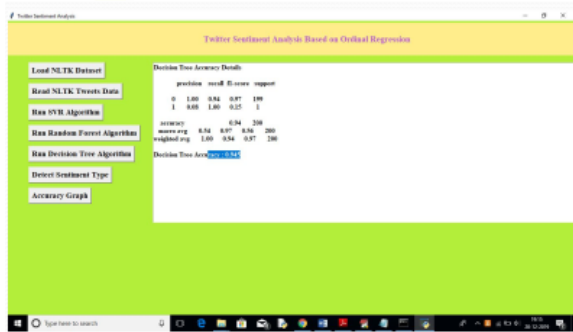 Twitter Sentiment Analysis
Twitter Sentiment Analysis Based on Ordinal Regression
Load NLTK Dataset
Read NLTK Tweets Data
Run SVR Algorithm
Run Random Forest Algorithm
Run Decision Tree Algorithm
Detect Sentiment Type
Accuracy Graph
Decision Tree Accuracy Details
precision recall f1-score support
0 1.00 0.94 0.97 199
1 0.08 1.00 0.15 1
accuracy 0.94 200
macro avg 0.54 0.97 0.56 200
weighted avg 1.00 0.94 0.97 200
Decision Tree Accuracy : 0.945
Type here to search